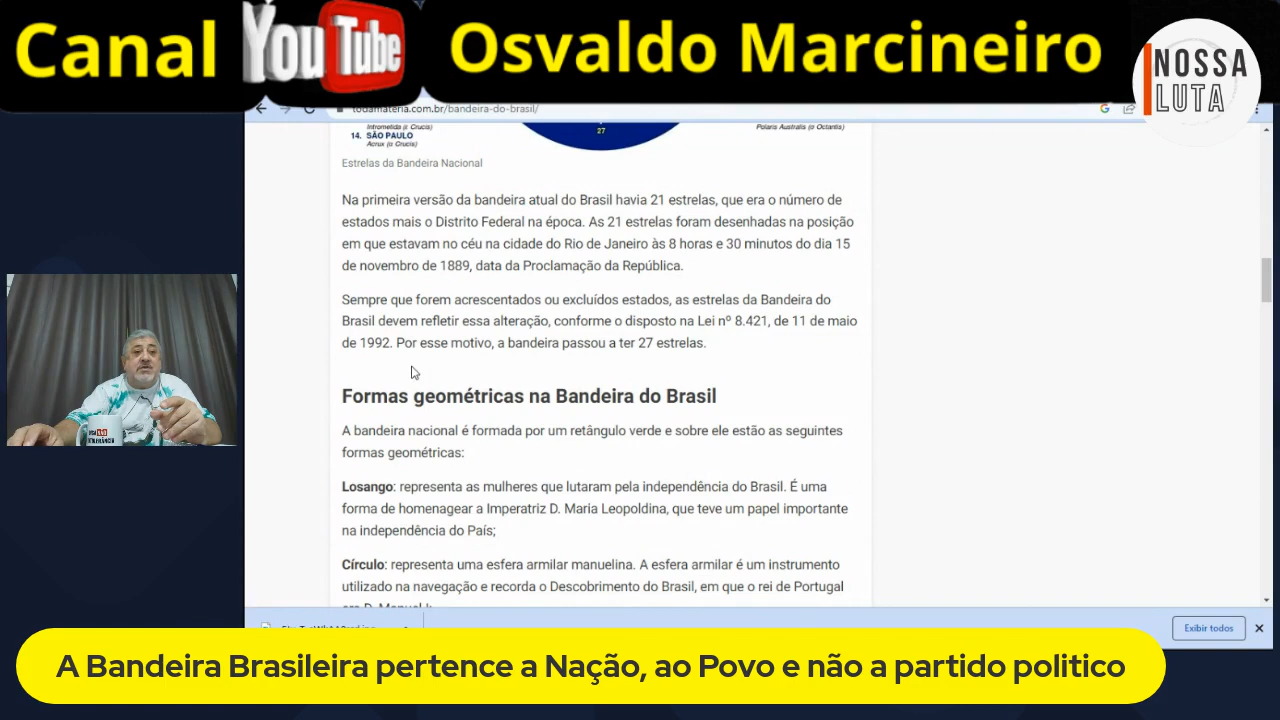 Canal YouTube Osvaldo Marcineiro
NOSSA
LUTA
todamateria.com.br/bandeira-do-brasil/
Intrometida (ε Crucis)
14. SÃO PAULO
Acrux (α Crucis)
27
Polaris Australis (σ Octantis)
Estrelas da Bandeira Nacional
Na primeira versão da bandeira atual do Brasil havia 21 estrelas, que era o número de
estados mais o Distrito Federal na época. As 21 estrelas foram desenhadas na posição
em que estavam no céu na cidade do Rio de Janeiro às 8 horas e 30 minutos do dia 15
de novembro de 1889, data da Proclamação da República.
Sempre que forem acrescentados ou excluídos estados, as estrelas da Bandeira do
Brasil devem refletir essa alteração, conforme o disposto na Lei nº 8.421, de 11 de maio
de 1992. Por esse motivo, a bandeira passou a ter 27 estrelas.
Formas geométricas na Bandeira do Brasil
A bandeira nacional é formada por um retângulo verde e sobre ele estão as seguintes
formas geométricas:
Losango: representa as mulheres que lutaram pela independência do Brasil. É uma
forma de homenagear a Imperatriz D. Maria Leopoldina, que teve um papel importante
na independência do País;
Círculo: representa uma esfera armilar manuelina. A esfera armilar é um instrumento
utilizado na navegação e recorda o Descobrimento do Brasil, em que o rei de Portugal
era D. Manuel I;
Exibir todos
A Bandeira Brasileira pertence a Nação, ao Povo e não a partido politico